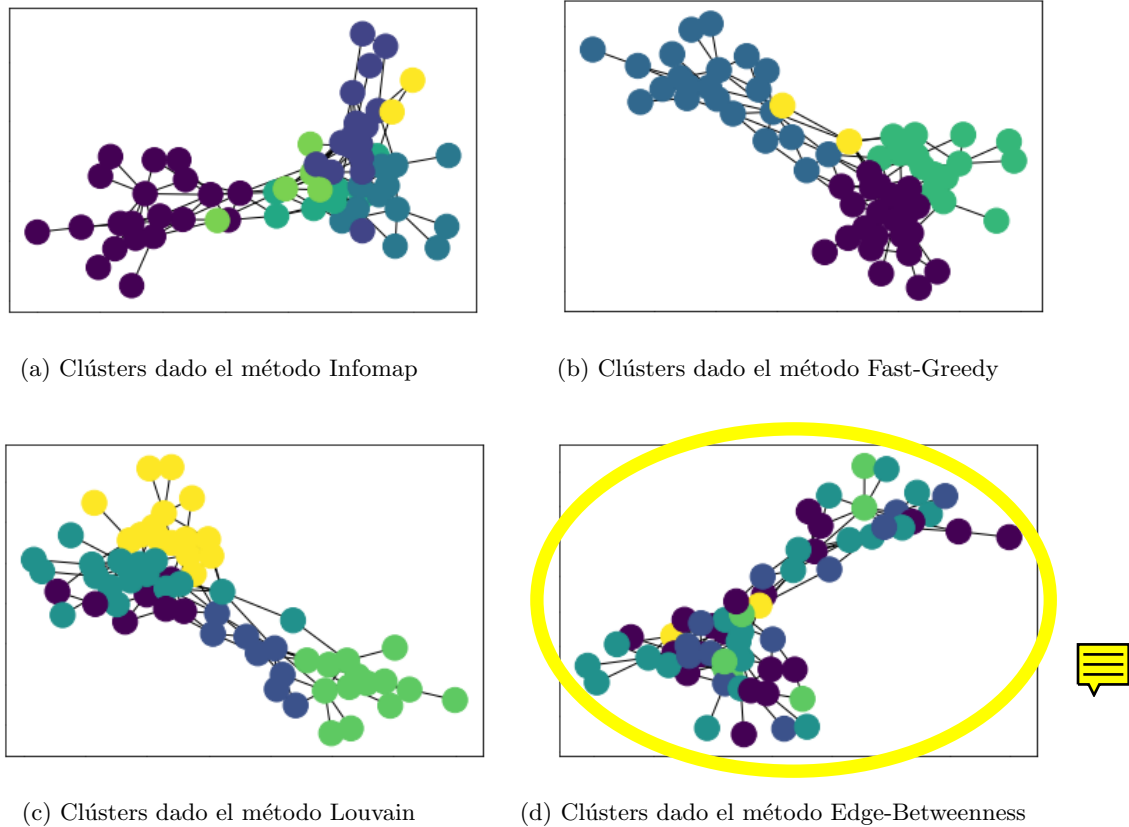 (a) Clústers dado el método Infomap
(b) Clústers dado el método Fast-Greedy
(c) Clústers dado el método Louvain
(d) Clústers dado el método Edge-Betweenness